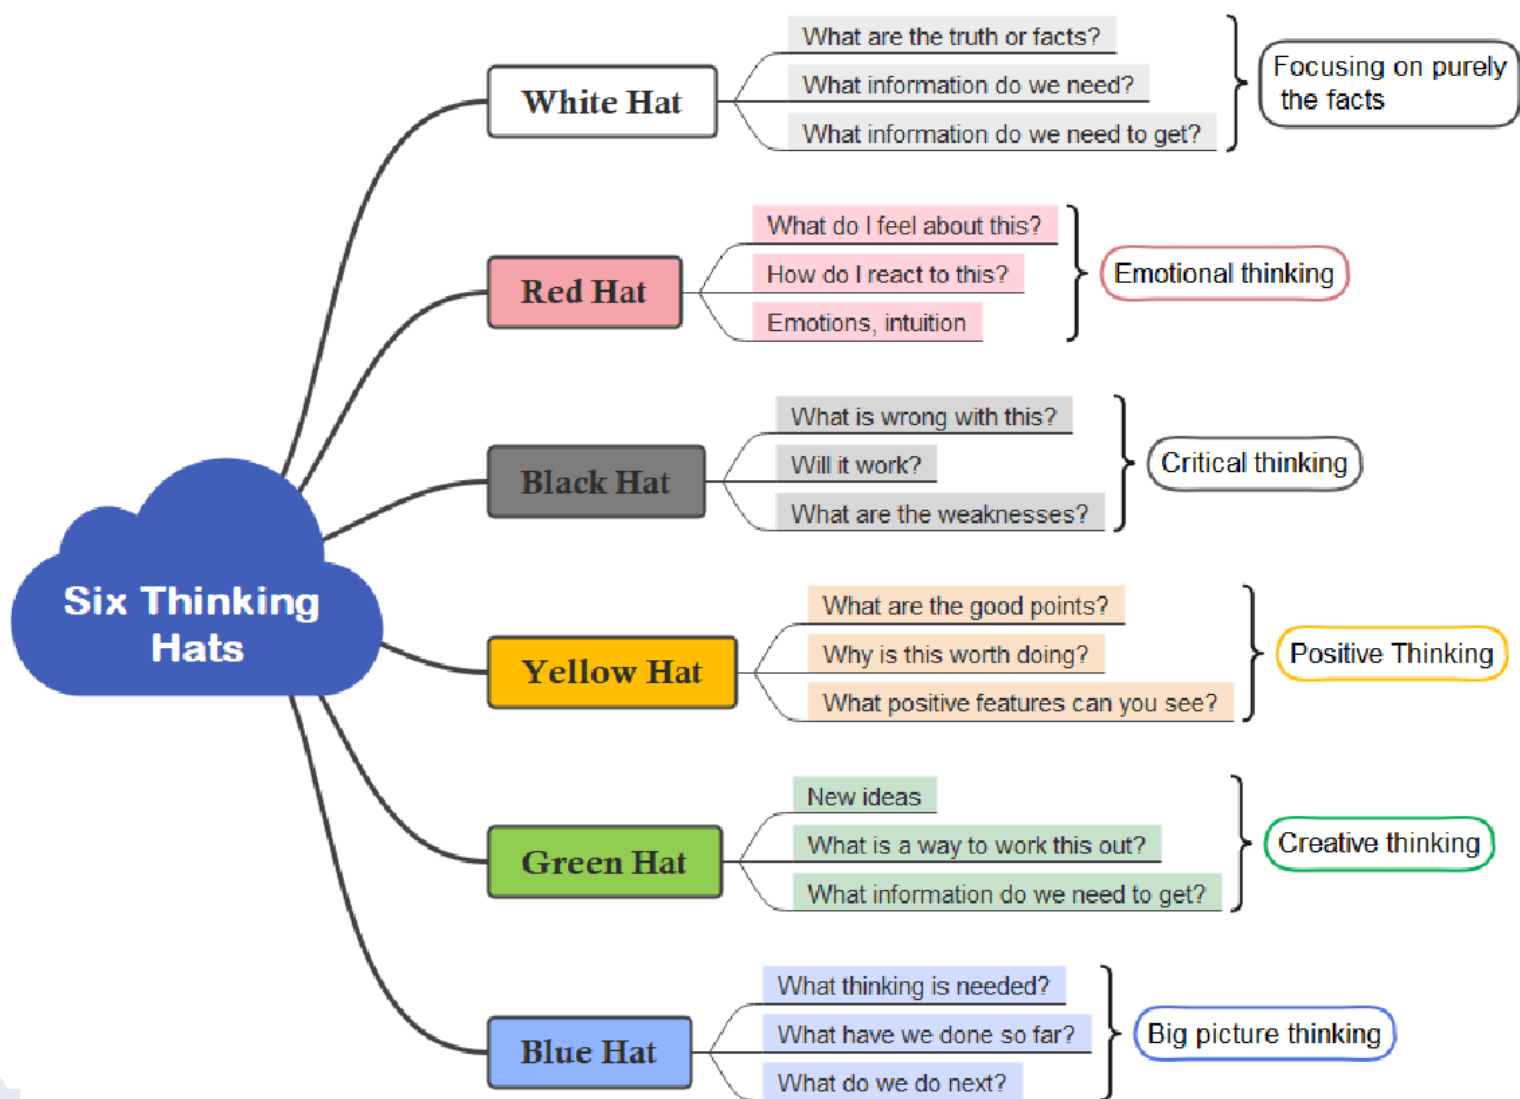 What are the truth or facts?
White Hat
What information do we need?
What information do we need to get?
Focusing on purely
the facts
What do I feel about this?
Red Hat
How do I react to this?
Emotions, intuition
Emotional thinking
What is wrong with this?
Black Hat
Will it work?
What are the weaknesses?
Critical thinking
Six Thinking
Hats
What are the good points?
Yellow Hat
Why is this worth doing?
What positive features can you see?
Positive Thinking
New ideas
Green Hat
What is a way to work this out?
What information do we need to get?
Creative thinking
What thinking is needed?
Blue Hat
What have we done so far?
What do we do next?
Big picture thinking